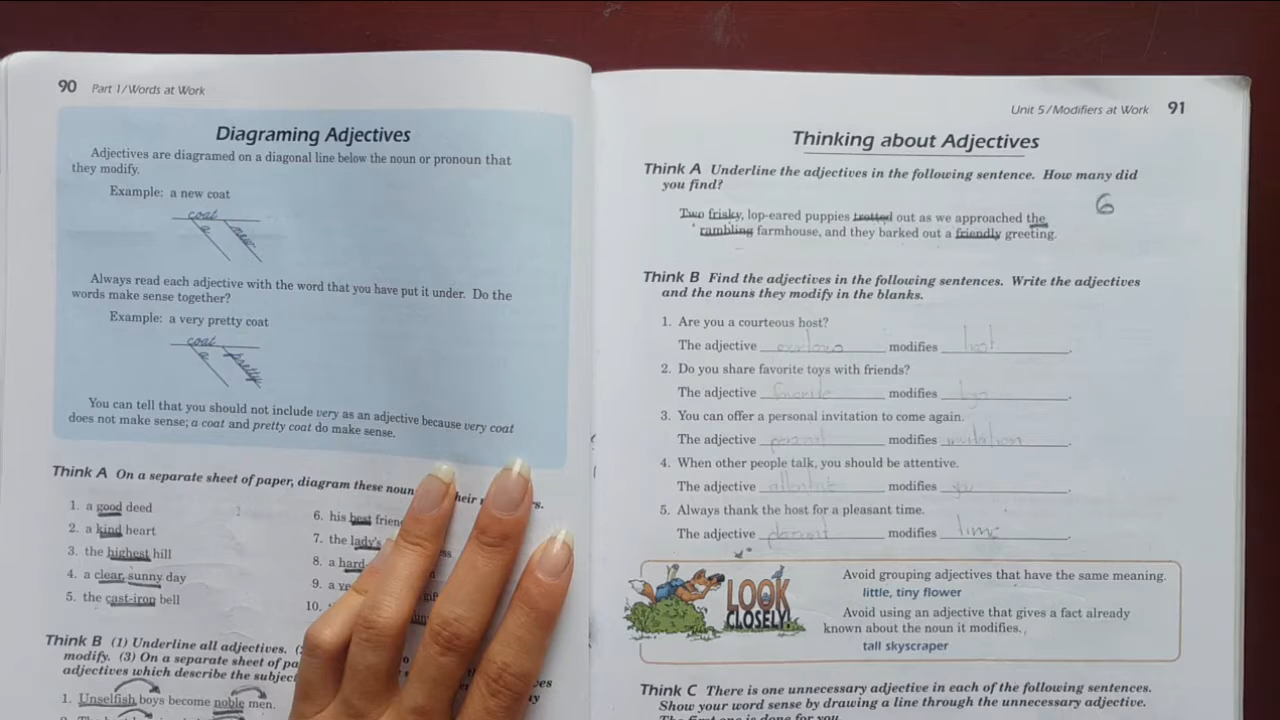 90 Part 1/Words at Work
Diagraming Adjectives
Adjectives are diagramed on a diagonal line below the noun or pronoun that
they modify.
Example: a new coat
coat
a new
Always read each adjective with the word that you have put it under. Do the
words make sense together?
Example: a very pretty coat
coat
a pretty
You can tell that you should not include very as an adjective because very coat
does not make sense; a coat and pretty coat do make sense.
Think A On a separate sheet of paper, diagram these noun
1. a good deed
2. a kind heart
3. the highest hill
4. a clear, sunny day
5. the cast-iron bell
6. his best
7. the lady's
8. a hard
9. a
10.
Think B (1) Underline all adjectives.
modify. (3) On a separate sheet of
adjectives which describe the
1. Unselfish boys become noble men.
Unit 5/Modifiers at Work 91
Thinking about Adjectives
Think A Underline the adjectives in the following sentence. How many did
you find?
6
Two frisky, lop-eared puppies trotted out as we approached the
rambling farmhouse, and they barked out a friendly greeting.
Think B Find the adjectives in the following sentences. Write the adjectives
and the nouns they modify in the blanks.
1. Are you a courteous host?
The adjective modifies host.
2. Do you share favorite toys with friends?
The adjective favorite modifies .
3. You can offer a personal invitation to come again.
The adjective modifies invitation.
4. When other people talk, you should be attentive.
The adjective modifies you.
5. Always thank the host for a pleasant time.
The adjective modifies time.
LOOK
CLOSELY!
Avoid grouping adjectives that have the same meaning.
little, tiny flower
Avoid using an adjective that gives a fact already
known about the noun it modifies.
tall skyscraper
Think C There is one unnecessary adjective in each of the following sentences.
Show your word sense by drawing a line through the unnecessary adjective.
The first one is done for you.